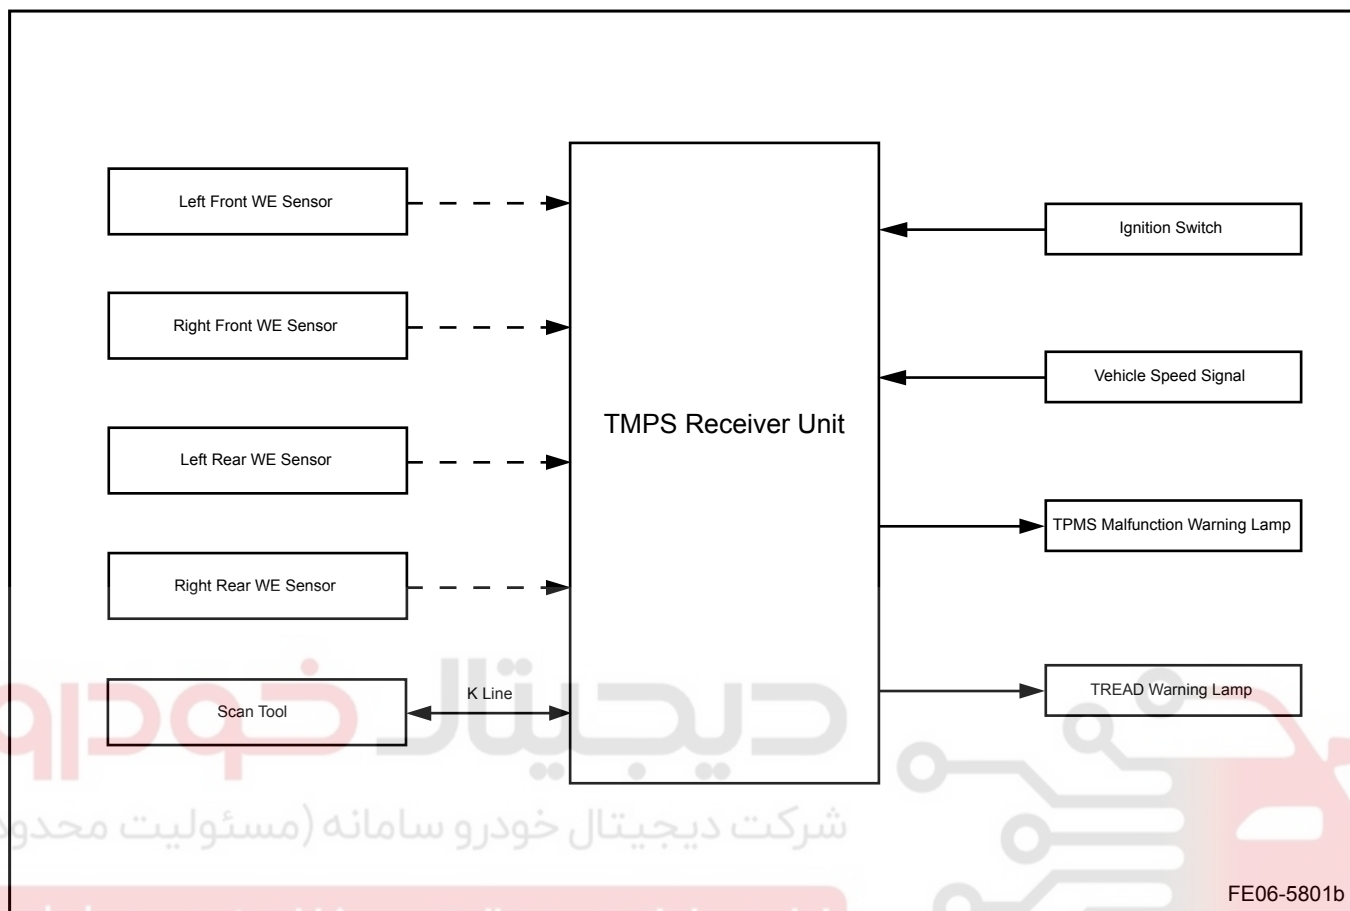 Left Front WE Sensor
Right Front WE Sensor
Left Rear WE Sensor
Right Rear WE Sensor
Scan Tool
K Line
TMPS Receiver Unit
Ignition Switch
Vehicle Speed Signal
TPMS Malfunction Warning Lamp
TREAD Warning Lamp
دیجیتال خودرو
شرکت دیجیتال خودرو سامانه (مسئولیت
FE06-5801b